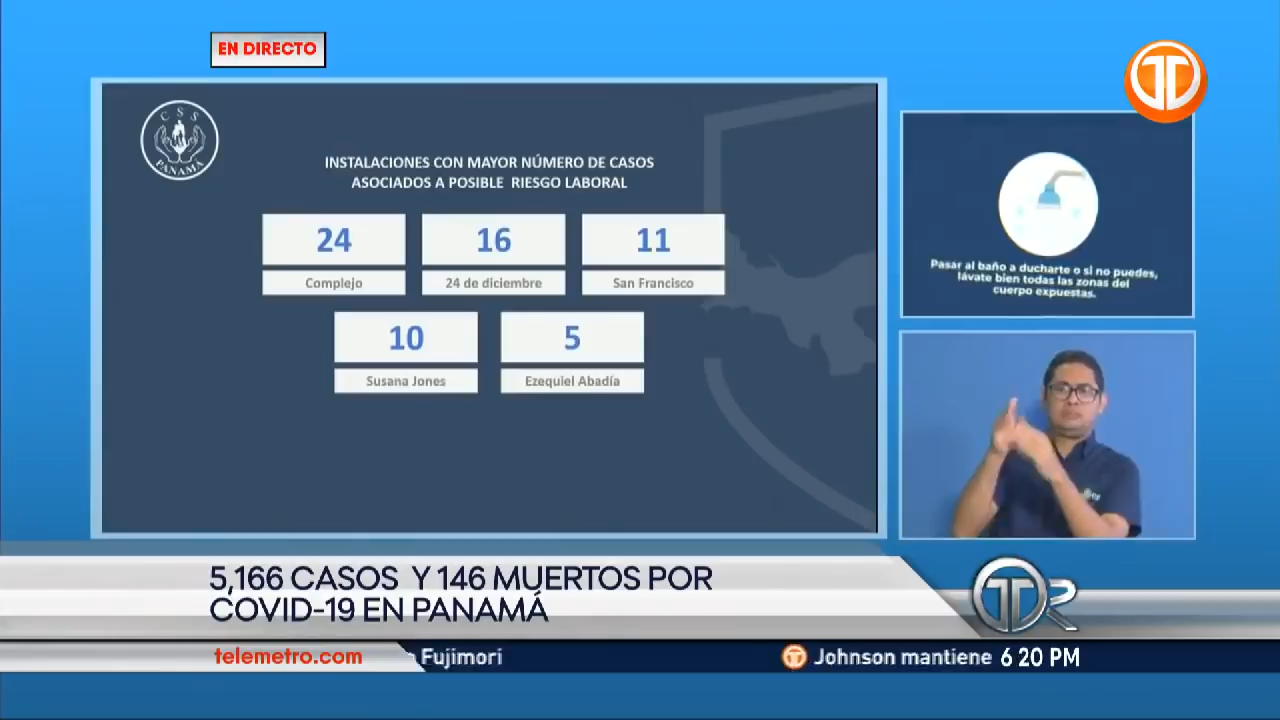 EN DIRECTO
CSS
PANAMÁ
INSTALACIONES CON MAYOR NÚMERO DE CASOS
ASOCIADOS A POSIBLE RIESGO LABORAL
24
16
11
Complejo
24 de diciembre
San Francisco
10
5
Susana Jones
Ezequiel Abadía
Pasar al baño a ducharte o si no puedes,
lávate bien todas las zonas del
cuerpo expuestas.
5,166 CASOS Y 146 MUERTOS POR
COVID-19 EN PANAMÁ
TR
telemetro.com
Fujimori
Johnson mantiene
6 20 PM